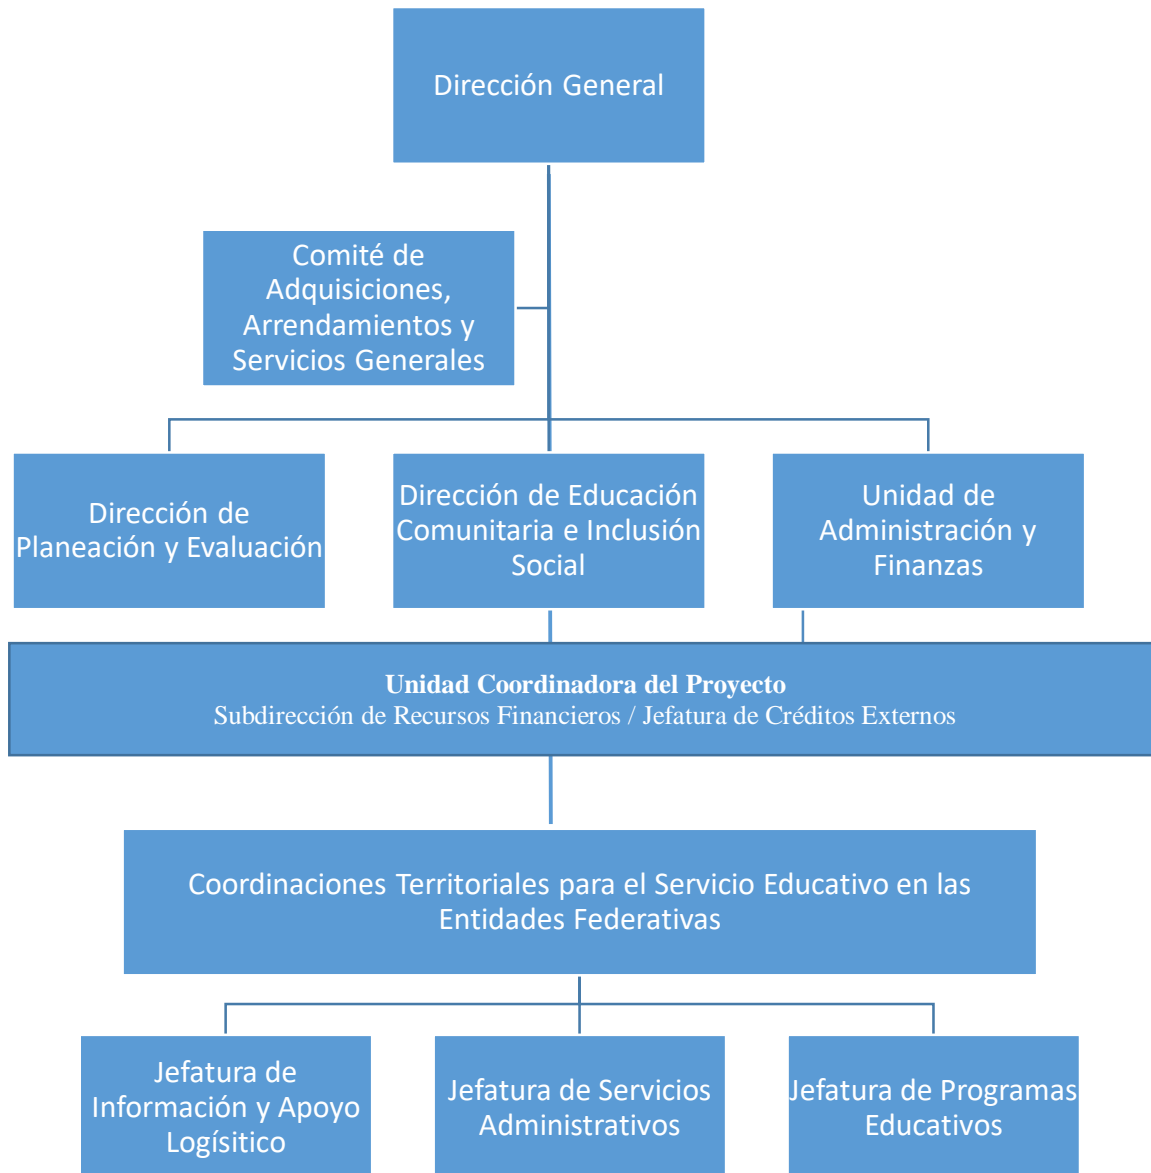 Dirección General
Comité de
Adquisiciones,
Arrendamientos y
Servicios Generales
Dirección de
Planeación y Evaluación
Dirección de Educación
Comunitaria e Inclusión
Social
Unidad de
Administración y
Finanzas
Unidad Coordinadora del Proyecto
Subdirección de Recursos Financieros / Jefatura de Créditos Externos
Coordinaciones Territoriales para el Servicio Educativo en las
Entidades Federativas
Jefatura de
Información y Apoyo
Logísitico
Jefatura de Servicios
Administrativos
Jefatura de Programas
Educativos